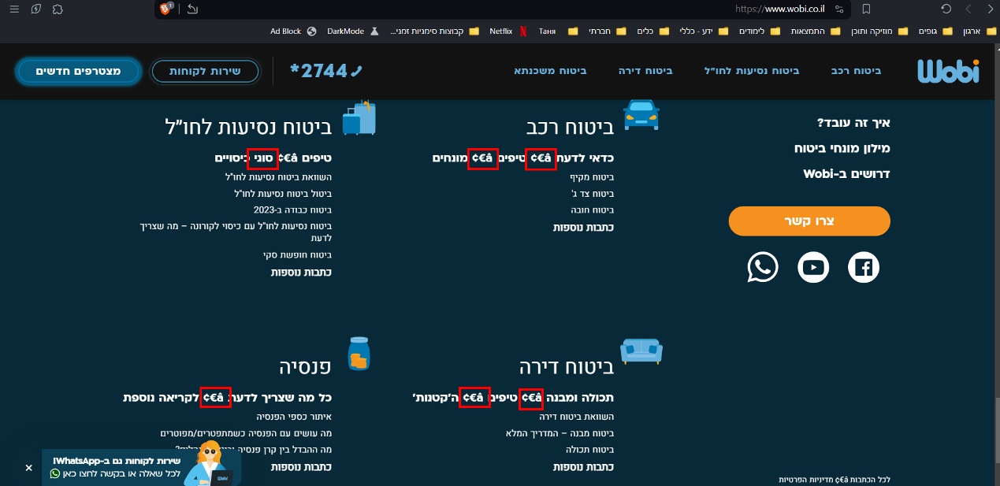 https://www.wobi.co.il
ארגון
גופים
מוזיקה ותוכן
התמצאות
לימודים
ידע - כללי
כלים
חברתי
Таня
Netflix
קבוצות סימניות זמני...
DarkMode
Ad Block
Wobi
ביטוח רכב
ביטוח נסיעות לחו״ל
ביטוח דירה
ביטוח משכנתא
*2744
שירות לקוחות
מצטרפים חדשים
איך זה עובד?
מילון מונחי ביטוח
דרושים ב-Wobi
צרו קשר
ביטוח רכב
כדאי לדעת â€¢ טיפים â€¢ מונחים
ביטוח מקיף
ביטוח צד ג'
ביטוח חובה
כתבות נוספות
ביטוח נסיעות לחו״ל
טיפים â€¢ סוגי כיסויים
השוואת ביטוח נסיעות לחו"ל
ביטול ביטוח נסיעות לחו"ל
ביטוח כבודה ב-2023
ביטוח נסיעות לחו"ל עם כיסוי לקורונה – מה שצריך
לדעת
ביטוח חופשת סקי
כתבות נוספות
ביטוח דירה
תכולה ומבנה â€¢ טיפים â€¢ ה'קטנות'
השוואת ביטוח דירה
ביטוח מבנה – המדריך המלא
ביטוח תכולה
כתבות נוספות
פנסיה
כל מה שצריך לדעת â€¢ לקריאה נוספת
איתור כספי הפנסיה
מה עושים עם הפנסיה כשמתפטרים/מפוטרים
מה ההבדל בין קרן פנסיה
כתבות נוספות
לכל הכתבות â€¢ מדיניות הפרטיות
שירות לקוחות גם ב-WhatsApp!
לכל שאלה או בקשה לחצו כאן
Wobi